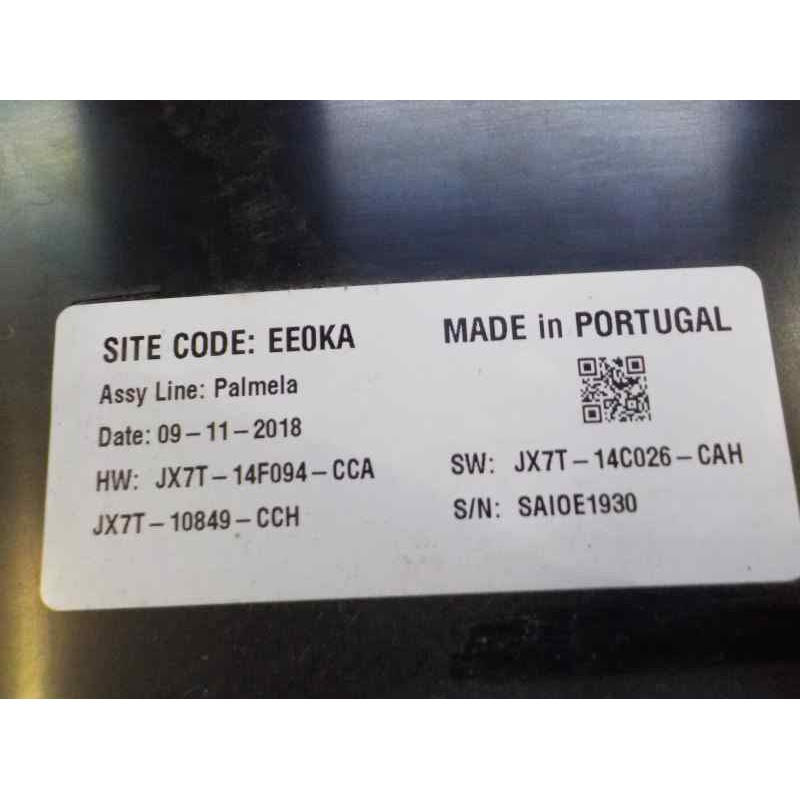 SITE CODE: EE0KA
MADE in PORTUGAL
Assy Line: Palmela
Date: 09-11-2018
HW: JX7T-14F094-CCA
SW: JX7T-14C026-CAH
JX7T-10849-CCH
S/N: SAIOE1930